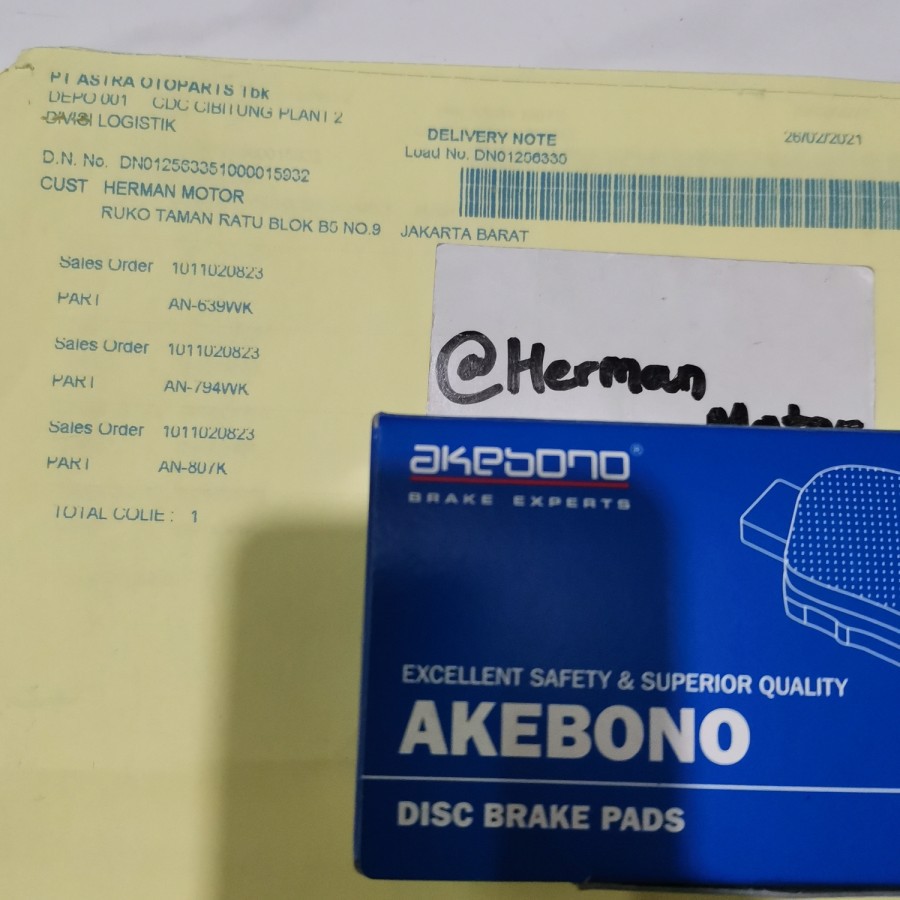 PT ASTRA OTOPARTS Tbk
DEPO 001 CDC CIBITUNG PLANT 2
DIVISI LOGISTIK
DELIVERY NOTE 26/02/2021
Load No. DN01256335
D.N. No. DN012563351000015932
CUST HERMAN MOTOR
RUKO TAMAN RATU BLOK B5 NO.9 JAKARTA BARAT
Sales Order 1011020823
PART AN-639WK
Sales Order 1011020823
PART AN-794WK
Sales Order 1011020823
PART AN-807K
TOTAL COLIE : 1
@Herman
Motor
akebono®
BRAKE EXPERTS
EXCELLENT SAFETY & SUPERIOR QUALITY
AKEBONO
DISC BRAKE PADS